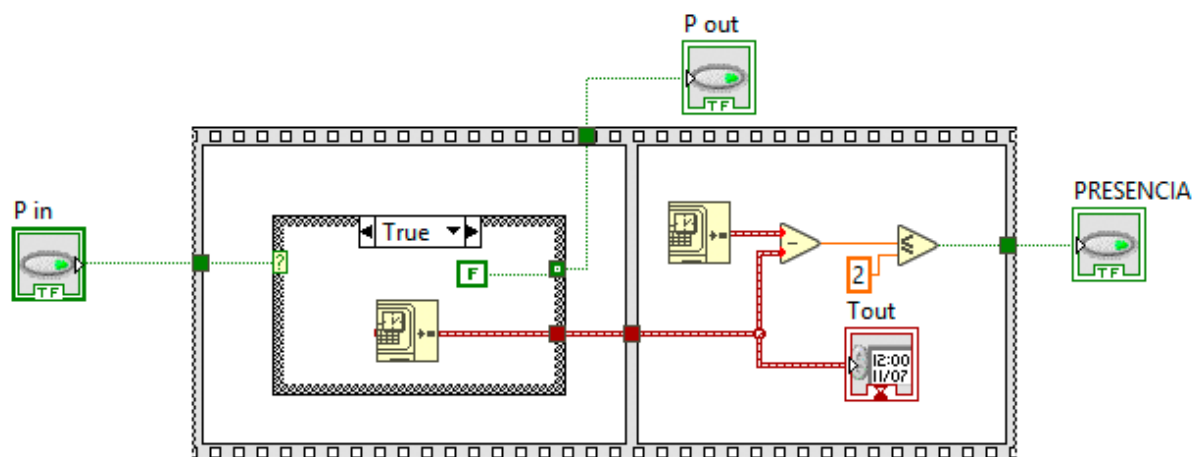 P out
P in
TF
PRESENCIA
True
?
F
2
<
Tout
TF
TF
12:00
11/07